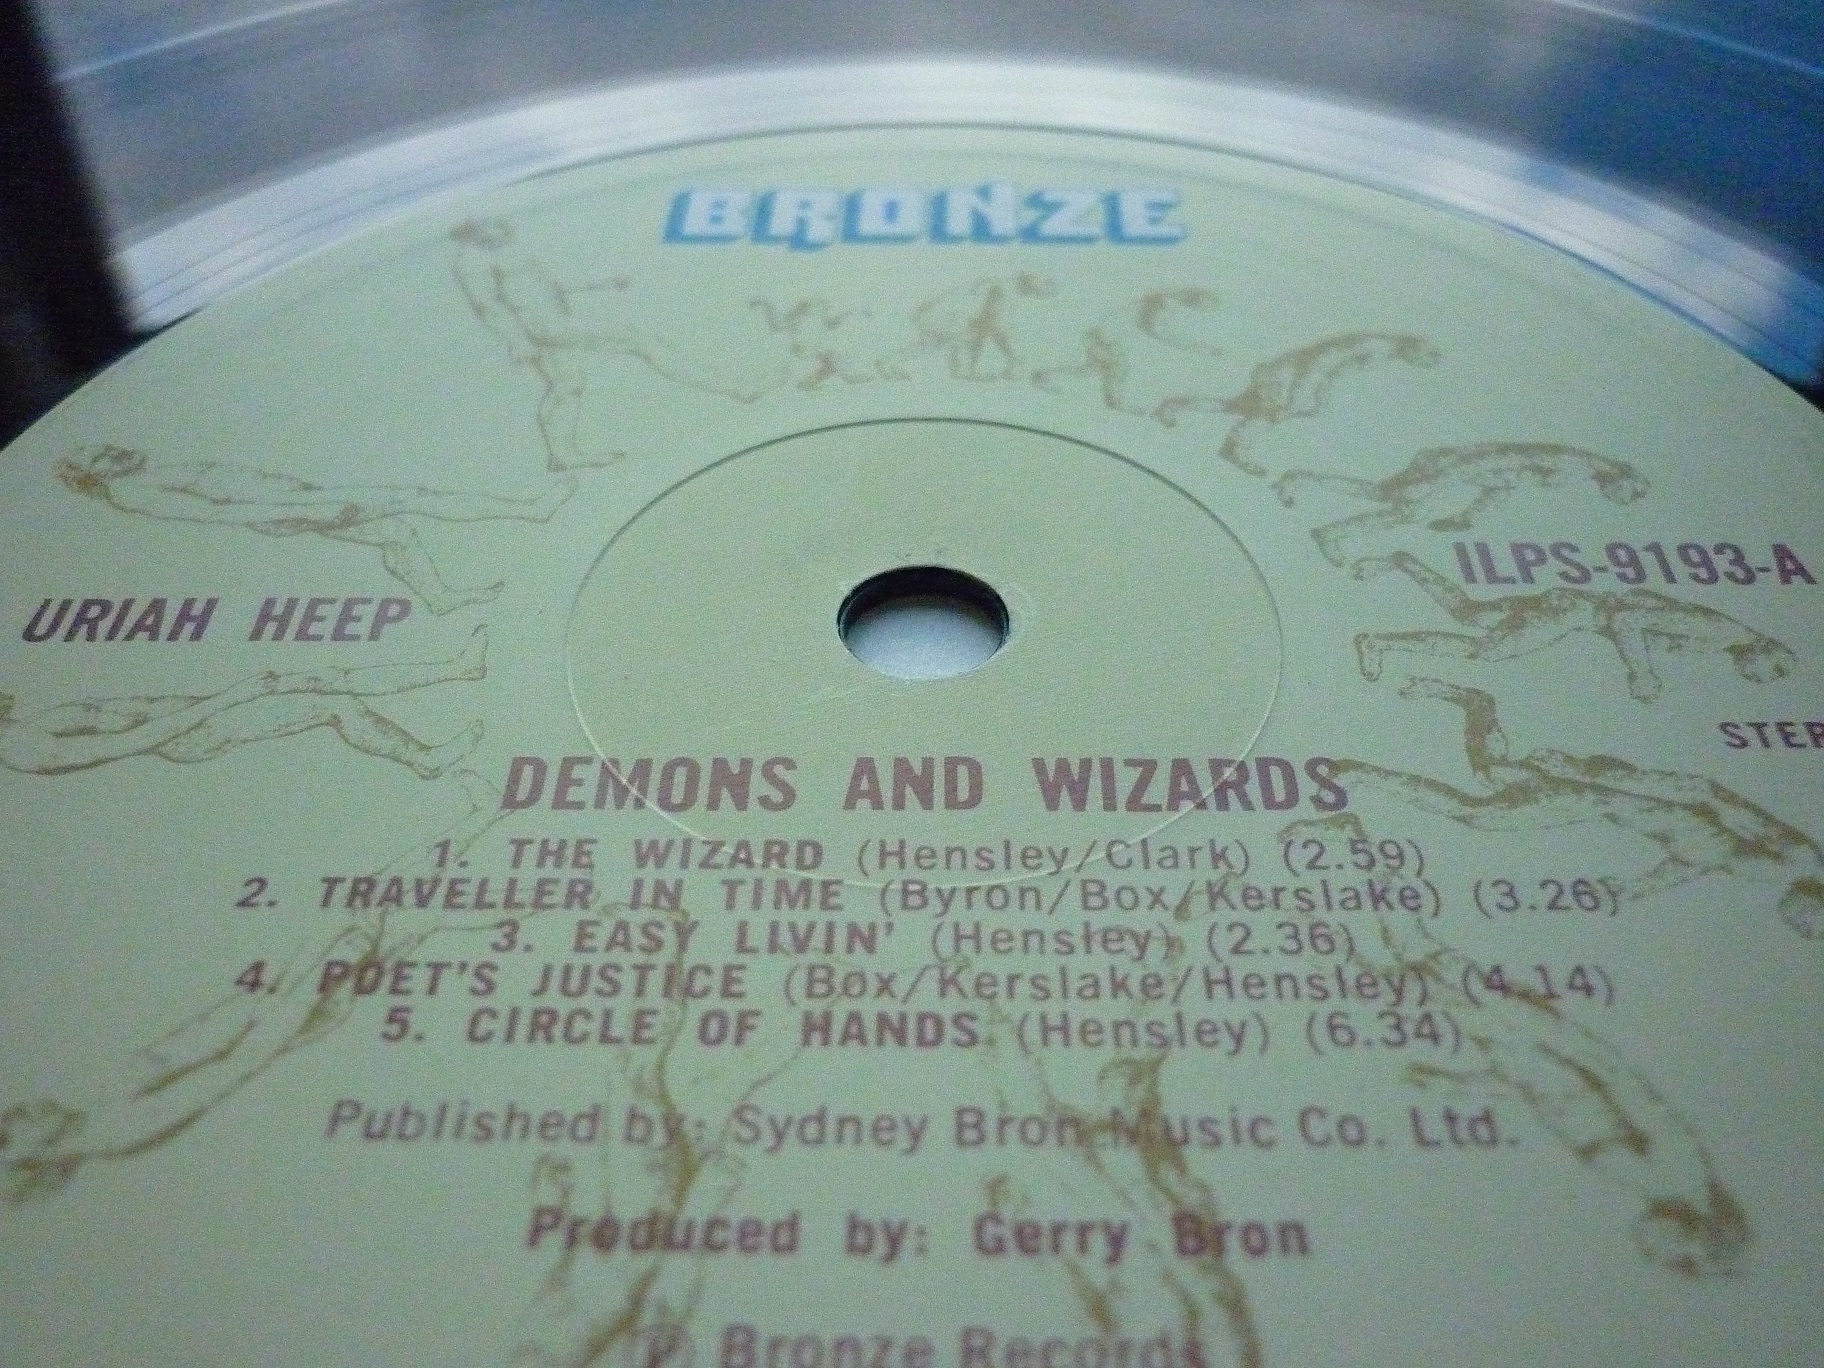 BRONZE
URIAH HEEP
ILPS-9193-A
DEMONS AND WIZARDS
1. THE WIZARD (Hensley/Clark) (2.59)
2. TRAVELLER IN TIME (Byron/Box/Kerslake) (3.26)
3. EASY LIVIN' (Hensley) (2.36)
4. POET'S JUSTICE (Box/Kerslake/Hensley) (4.14)
5. CIRCLE OF HANDS (Hensley) (6.34)
Published by: Sydney Bron Music Co. Ltd.
Produced by: Gerry Bron
℗ Bronze Records